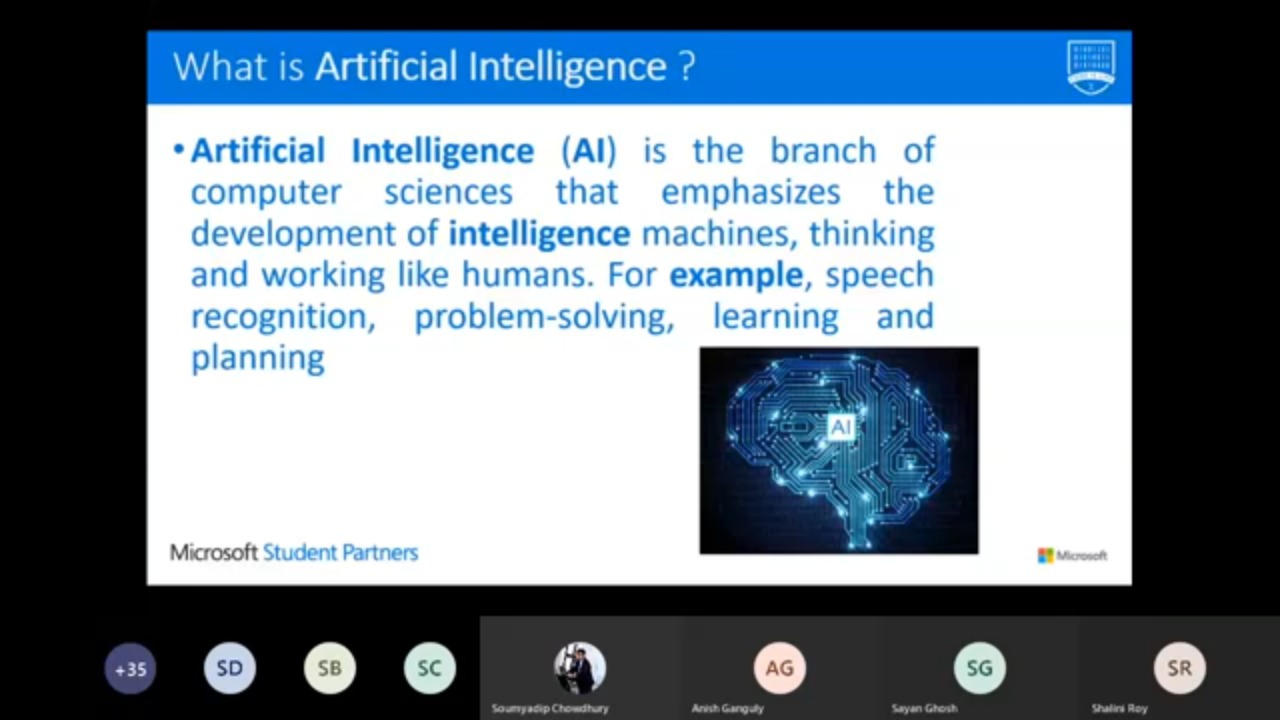 What is Artificial Intelligence ?
•Artificial Intelligence (AI) is the branch of
computer sciences that emphasizes the
development of intelligence machines, thinking
and working like humans. For example, speech
recognition, problem-solving, learning and
planning
AI
Microsoft Student Partners
Microsoft
+35
SD
SB
SC
AG
SG
SR
Soumyadip Chowdhury
Anish Ganguly
Sayan Ghosh
Shalini Roy